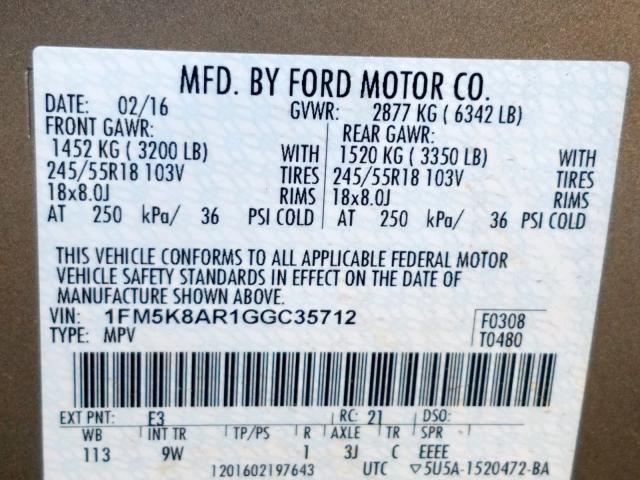 MFD. BY FORD MOTOR CO.
DATE: 02/16 GVWR: 2877 KG ( 6342 LB)
FRONT GAWR: REAR GAWR:
1452 KG ( 3200 LB) WITH 1520 KG ( 3350 LB) WITH
245/55R18 103V TIRES 245/55R18 103V TIRES
18x8.0J RIMS 18x8.0J RIMS
AT 250 kPa/ 36 PSI COLD AT 250 kPa/ 36 PSI COLD
THIS VEHICLE CONFORMS TO ALL APPLICABLE FEDERAL MOTOR
VEHICLE SAFETY STANDARDS IN EFFECT ON THE DATE OF
MANUFACTURE SHOWN ABOVE.
VIN: 1FM5K8AR1GGC35712 F0308
TYPE: MPV T0480
EXT PNT: E3 RC: 21 DSO:
WB INT TR TP/PS R AXLE TR SPR
113 9W 1 3J C EEEE
1201602197643 UTC ▽5U5A-1520472-BA